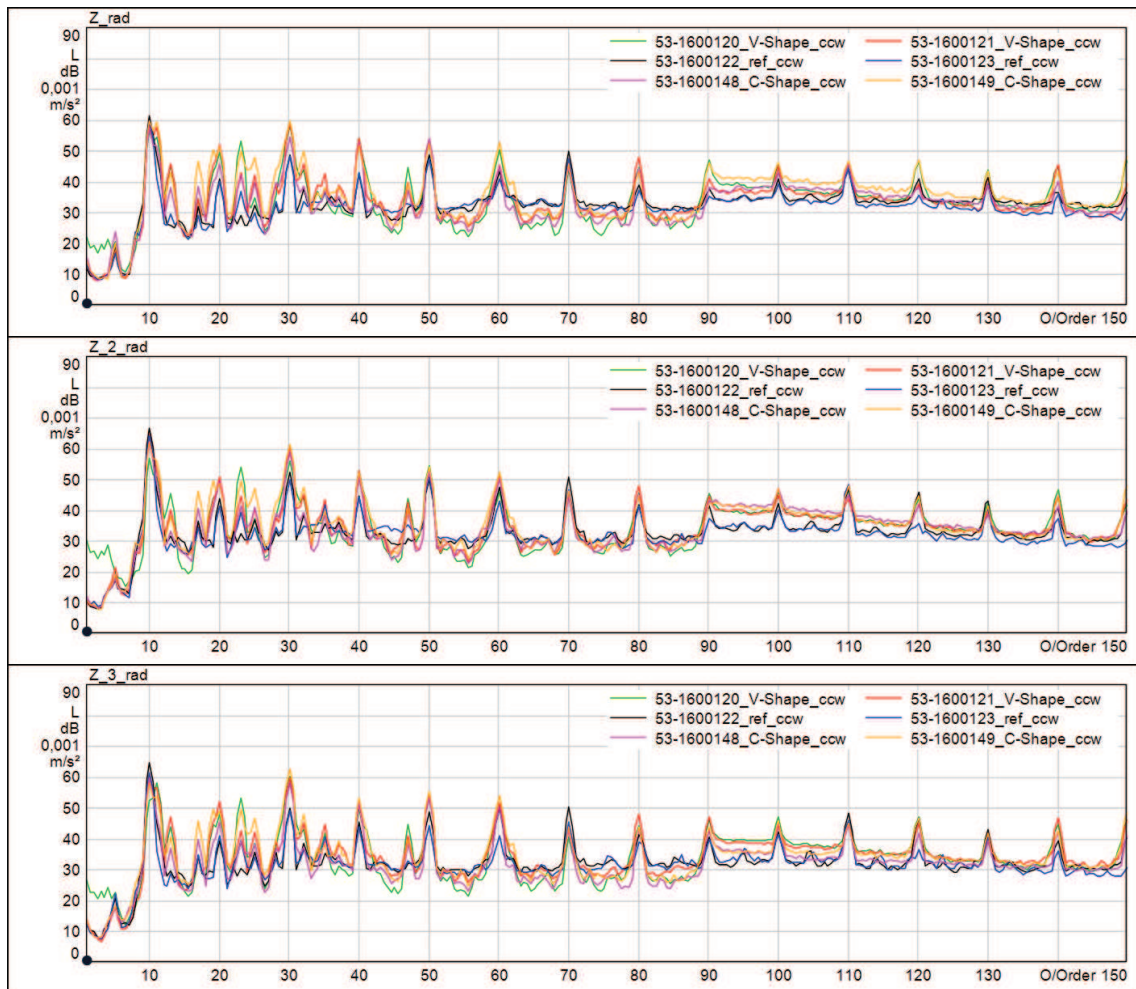 Z_rad
90
L
dB
0,001
m/s²
60
50
40
30
20
10
0
53-1600120_V-Shape_ccw 53-1600121_V-Shape_ccw
53-1600122_ref_ccw 53-1600123_ref_ccw
53-1600148_C-Shape_ccw 53-1600149_C-Shape_ccw
10 20 30 40 50 60 70 80 90 100 110 120 130 O/Order 150
Z_2_rad
90
L
dB
0,001
m/s²
60
50
40
30
20
10
0
53-1600120_V-Shape_ccw 53-1600121_V-Shape_ccw
53-1600122_ref_ccw 53-1600123_ref_ccw
53-1600148_C-Shape_ccw 53-1600149_C-Shape_ccw
10 20 30 40 50 60 70 80 90 100 110 120 130 O/Order 150
Z_3_rad
90
L
dB
0,001
m/s²
60
50
40
30
20
10
0
53-1600120_V-Shape_ccw 53-1600121_V-Shape_ccw
53-1600122_ref_ccw 53-1600123_ref_ccw
53-1600148_C-Shape_ccw 53-1600149_C-Shape_ccw
10 20 30 40 50 60 70 80 90 100 110 120 130 O/Order 150